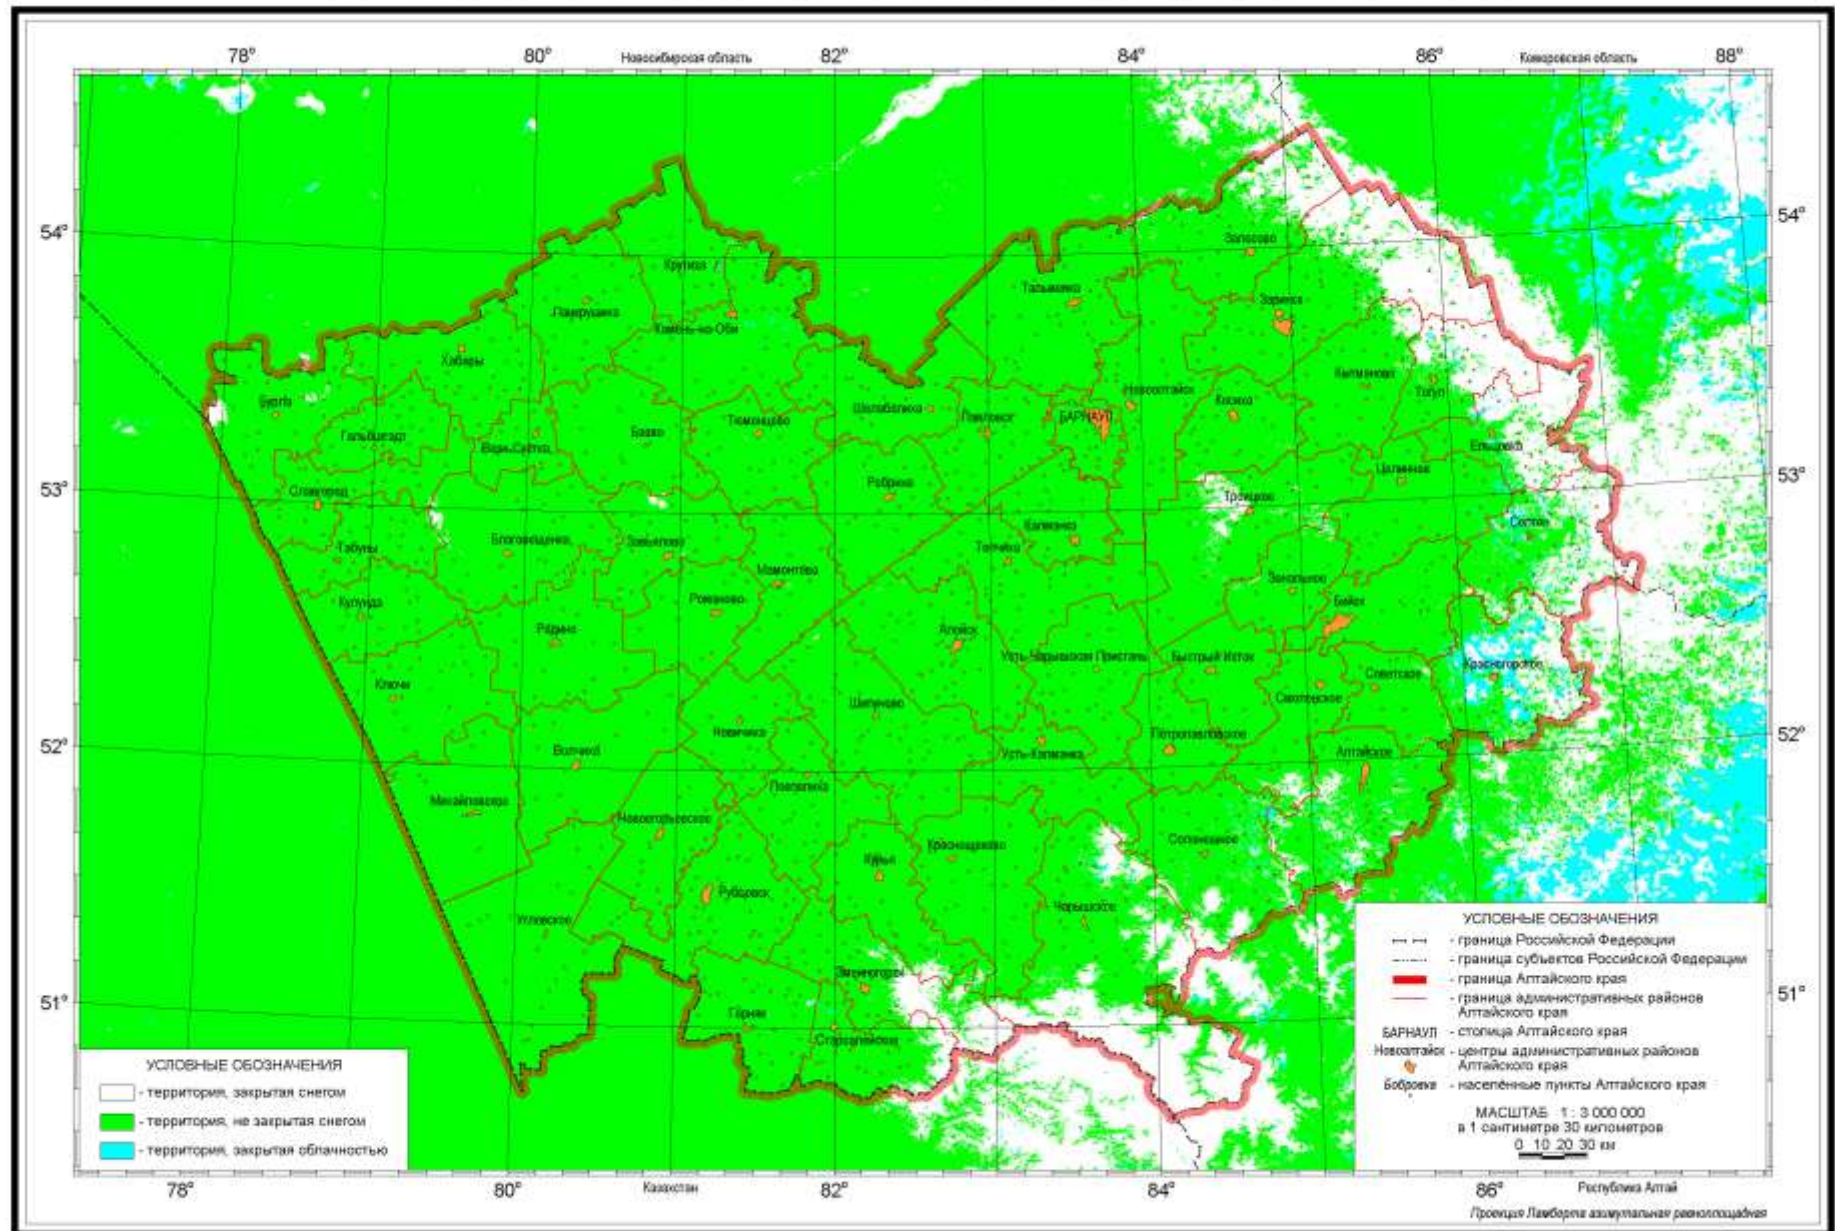 78° 80° Новосибирская область 82° 84° 86° Кемеровская область 88°
54° 54°
Залесово
Крутиха
Тальменка
Заринск
Панкрушиха
Камень-на-Оби
Хабары
Кытманово
Тогул
Новоалтайск
Косиха
Бурла
Шелаболиха
Павловск
БАРНАУЛ
Тюменцево
Баево
Гальбштадт
Верх-Суетка
Ельцовка
Целинное
53° 53°
Славгород
Ребриха
Троицкое
Солтон
Калманка
Табуны
Благовещенка
Завьялово
Топчиха
Мамонтово
Зональное
Кулунда
Романово
Бийск
Родино
Алейск
Усть-Чарышская Пристань
Быстрый Исток
Красногорское
Советское
Ключи
Смоленское
Шипуново
52° 52°
Новичиха
Петропавловское
Волчиха
Усть-Калманка
Алтайское
Поспелиха
Михайловское
Новоегорьевское
Солонешное
Краснощеково
Курья
Рубцовск
Чарышское
Угловское
Змеиногорск
51° 51°
Горняк
Староалейское
УСЛОВНЫЕ ОБОЗНАЧЕНИЯ
- территория, закрытая снегом
- территория, не закрытая снегом
- территория, закрытая облачностью
УСЛОВНЫЕ ОБОЗНАЧЕНИЯ
- граница Российской Федерации
- граница субъектов Российской Федерации
- граница Алтайского края
- граница административных районов
Алтайского края
БАРНАУЛ - столица Алтайского края
Новоалтайск - центры административных районов
Алтайского края
Бобровка - населённые пункты Алтайского края
МАСШТАБ 1 : 3 000 000
в 1 сантиметре 30 километров
0 10 20 30 км
78° 80° Казахстан 82° 84° 86° Республика Алтай
Проекция Ламберта азимутальная равноплощадная